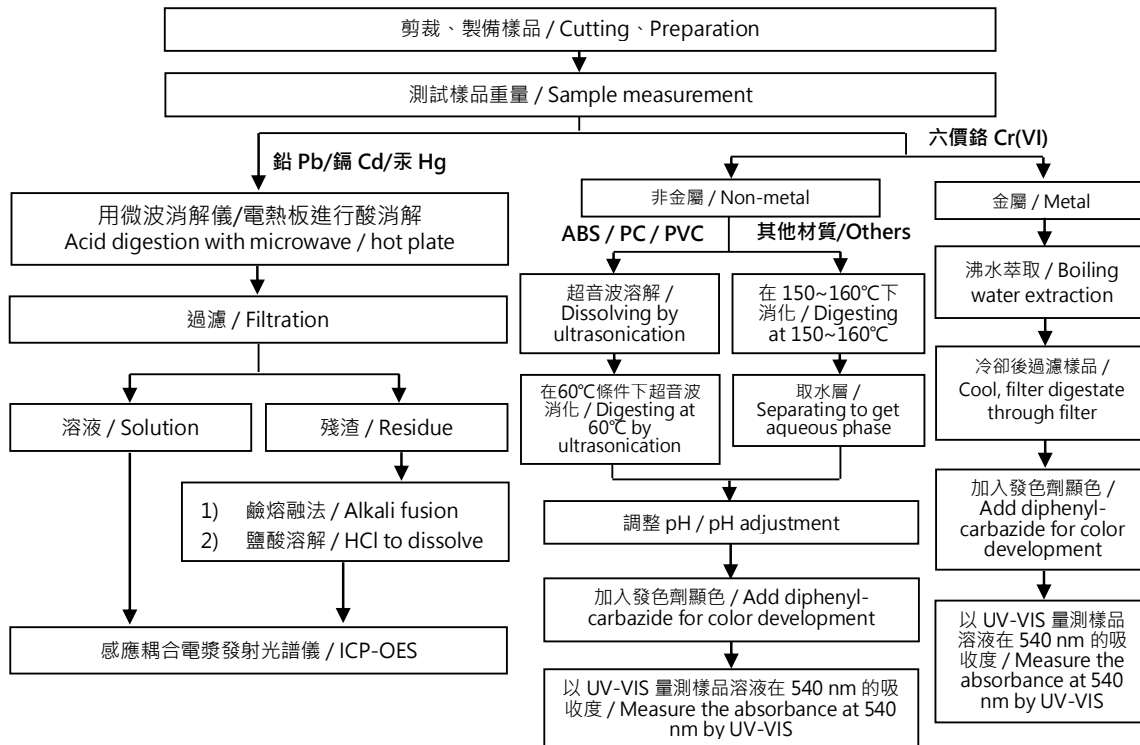 剪裁、製備樣品 / Cutting、Preparation
測試樣品重量 / Sample measurement
鉛 Pb/鎘 Cd/汞 Hg
用微波消解儀/電熱板進行酸消解
Acid digestion with microwave / hot plate
過濾 / Filtration
溶液 / Solution
殘渣 / Residue
1) 鹼熔融法 / Alkali fusion
2) 鹽酸溶解 / HCl to dissolve
感應耦合電漿發射光譜儀 / ICP-OES
六價鉻 Cr(VI)
非金屬 / Non-metal
ABS / PC / PVC
超音波溶解 /
Dissolving by
ultrasonication
在60℃條件下超音波
消化 / Digesting at
60℃ by
ultrasonication
其他材質/Others
在 150~160℃下
消化 / Digesting
at 150~160℃
取水層 /
Separating to get
aqueous phase
調整 pH / pH adjustment
加入發色劑顯色 / Add diphenyl-
carbazide for color development
以 UV-VIS 量測樣品溶液在 540 nm 的吸
收度 / Measure the absorbance at 540
nm by UV-VIS
金屬 / Metal
沸水萃取 / Boiling
water extraction
冷卻後過濾樣品 /
Cool, filter digestate
through filter
加入發色劑顯色 /
Add diphenyl-
carbazide for color
development
以 UV-VIS 量測樣品
溶液在 540 nm 的吸
收度 / Measure the
absorbance at 540
nm by UV-VIS